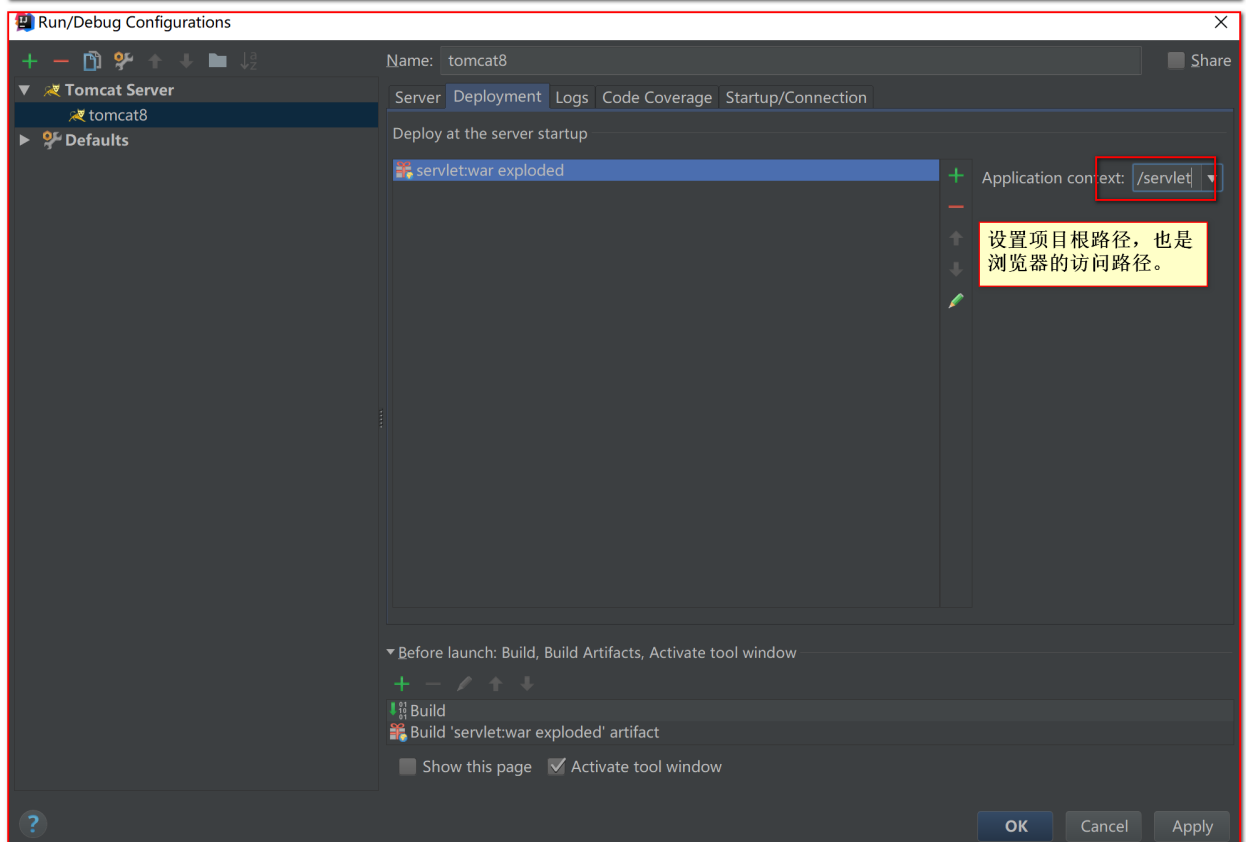 Run/Debug Configurations
Name: tomcat8
Share
Tomcat Server
tomcat8
Defaults
Server Deployment Logs Code Coverage Startup/Connection
Deploy at the server startup
servlet:war exploded
Application context: /servlet
设置项目根路径，也是
浏览器的访问路径。
Before launch: Build, Build Artifacts, Activate tool window
Build
Build 'servlet:war exploded' artifact
Show this page Activate tool window
?
OK Cancel Apply